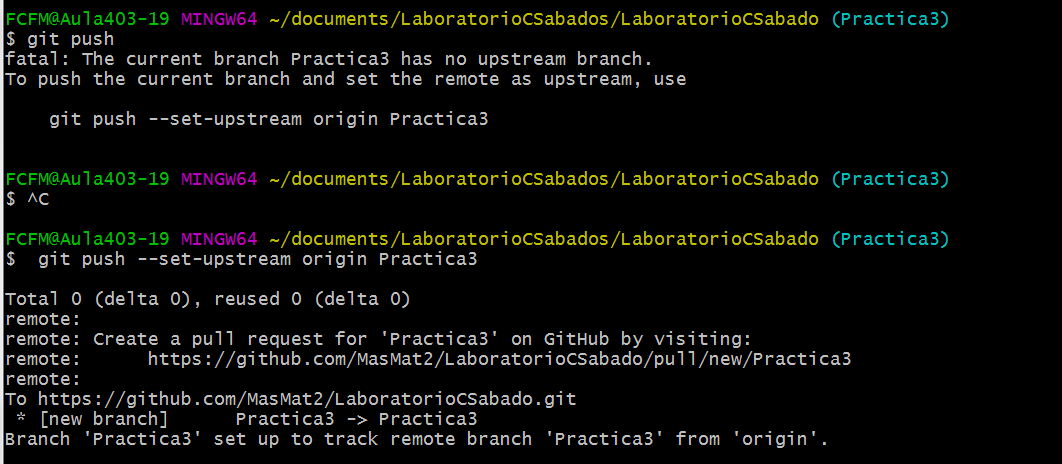 FCFM@Aula403-19 MINGW64 ~/documents/LaboratorioCSabados/LaboratorioCSabado (Practica3)
$ git push
fatal: The current branch Practica3 has no upstream branch.
To push the current branch and set the remote as upstream, use
    git push --set-upstream origin Practica3
FCFM@Aula403-19 MINGW64 ~/documents/LaboratorioCSabados/LaboratorioCSabado (Practica3)
$ ^C
FCFM@Aula403-19 MINGW64 ~/documents/LaboratorioCSabados/LaboratorioCSabado (Practica3)
$  git push --set-upstream origin Practica3
Total 0 (delta 0), reused 0 (delta 0)
remote:
remote: Create a pull request for 'Practica3' on GitHub by visiting:
remote:      https://github.com/MasMat2/LaboratorioCSabado/pull/new/Practica3
remote:
To https://github.com/MasMat2/LaboratorioCSabado.git
 * [new branch]      Practica3 -> Practica3
Branch 'Practica3' set up to track remote branch 'Practica3' from 'origin'.